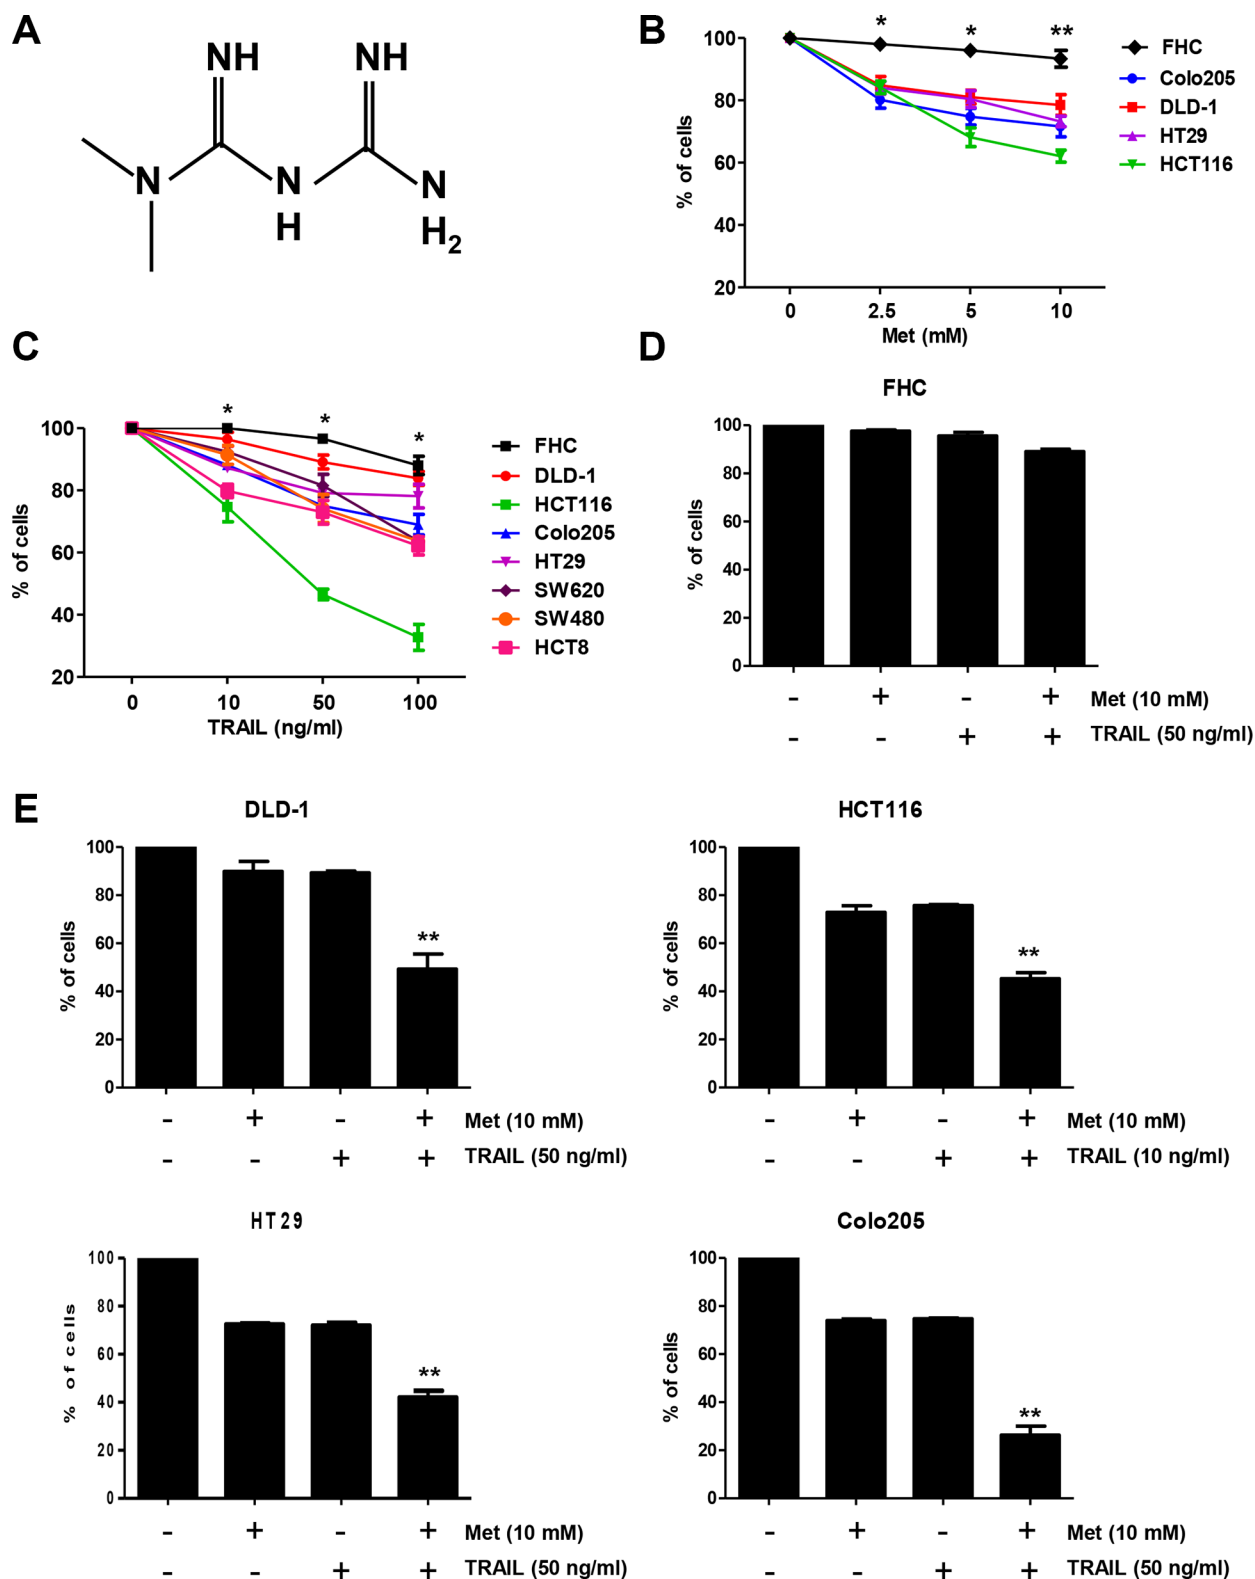 A
NH NH
N N N
H H2
B
* * **
100
80
60
40
20
% of cells
0 2.5 5 10
Met (mM)
FHC
Colo205
DLD-1
HT29
HCT116
C
* * *
100
80
60
40
20
% of cells
0 10 50 100
TRAIL (ng/ml)
FHC
DLD-1
HCT116
Colo205
HT29
SW620
SW480
HCT8
D
FHC
100
80
60
40
20
0
% of cells
- + - + Met (10 mM)
- - + + TRAIL (50 ng/ml)
E
DLD-1
100
80
60
40
20
0
% of cells
**
- + - + Met (10 mM)
- - + + TRAIL (50 ng/ml)
HCT116
100
80
60
40
20
0
% of cells
**
- + - + Met (10 mM)
- - + + TRAIL (10 ng/ml)
HT29
100
80
60
40
20
0
% of cells
**
- + - + Met (10 mM)
- - + + TRAIL (50 ng/ml)
Colo205
100
80
60
40
20
0
% of cells
**
- + - + Met (10 mM)
- - + + TRAIL (50 ng/ml)